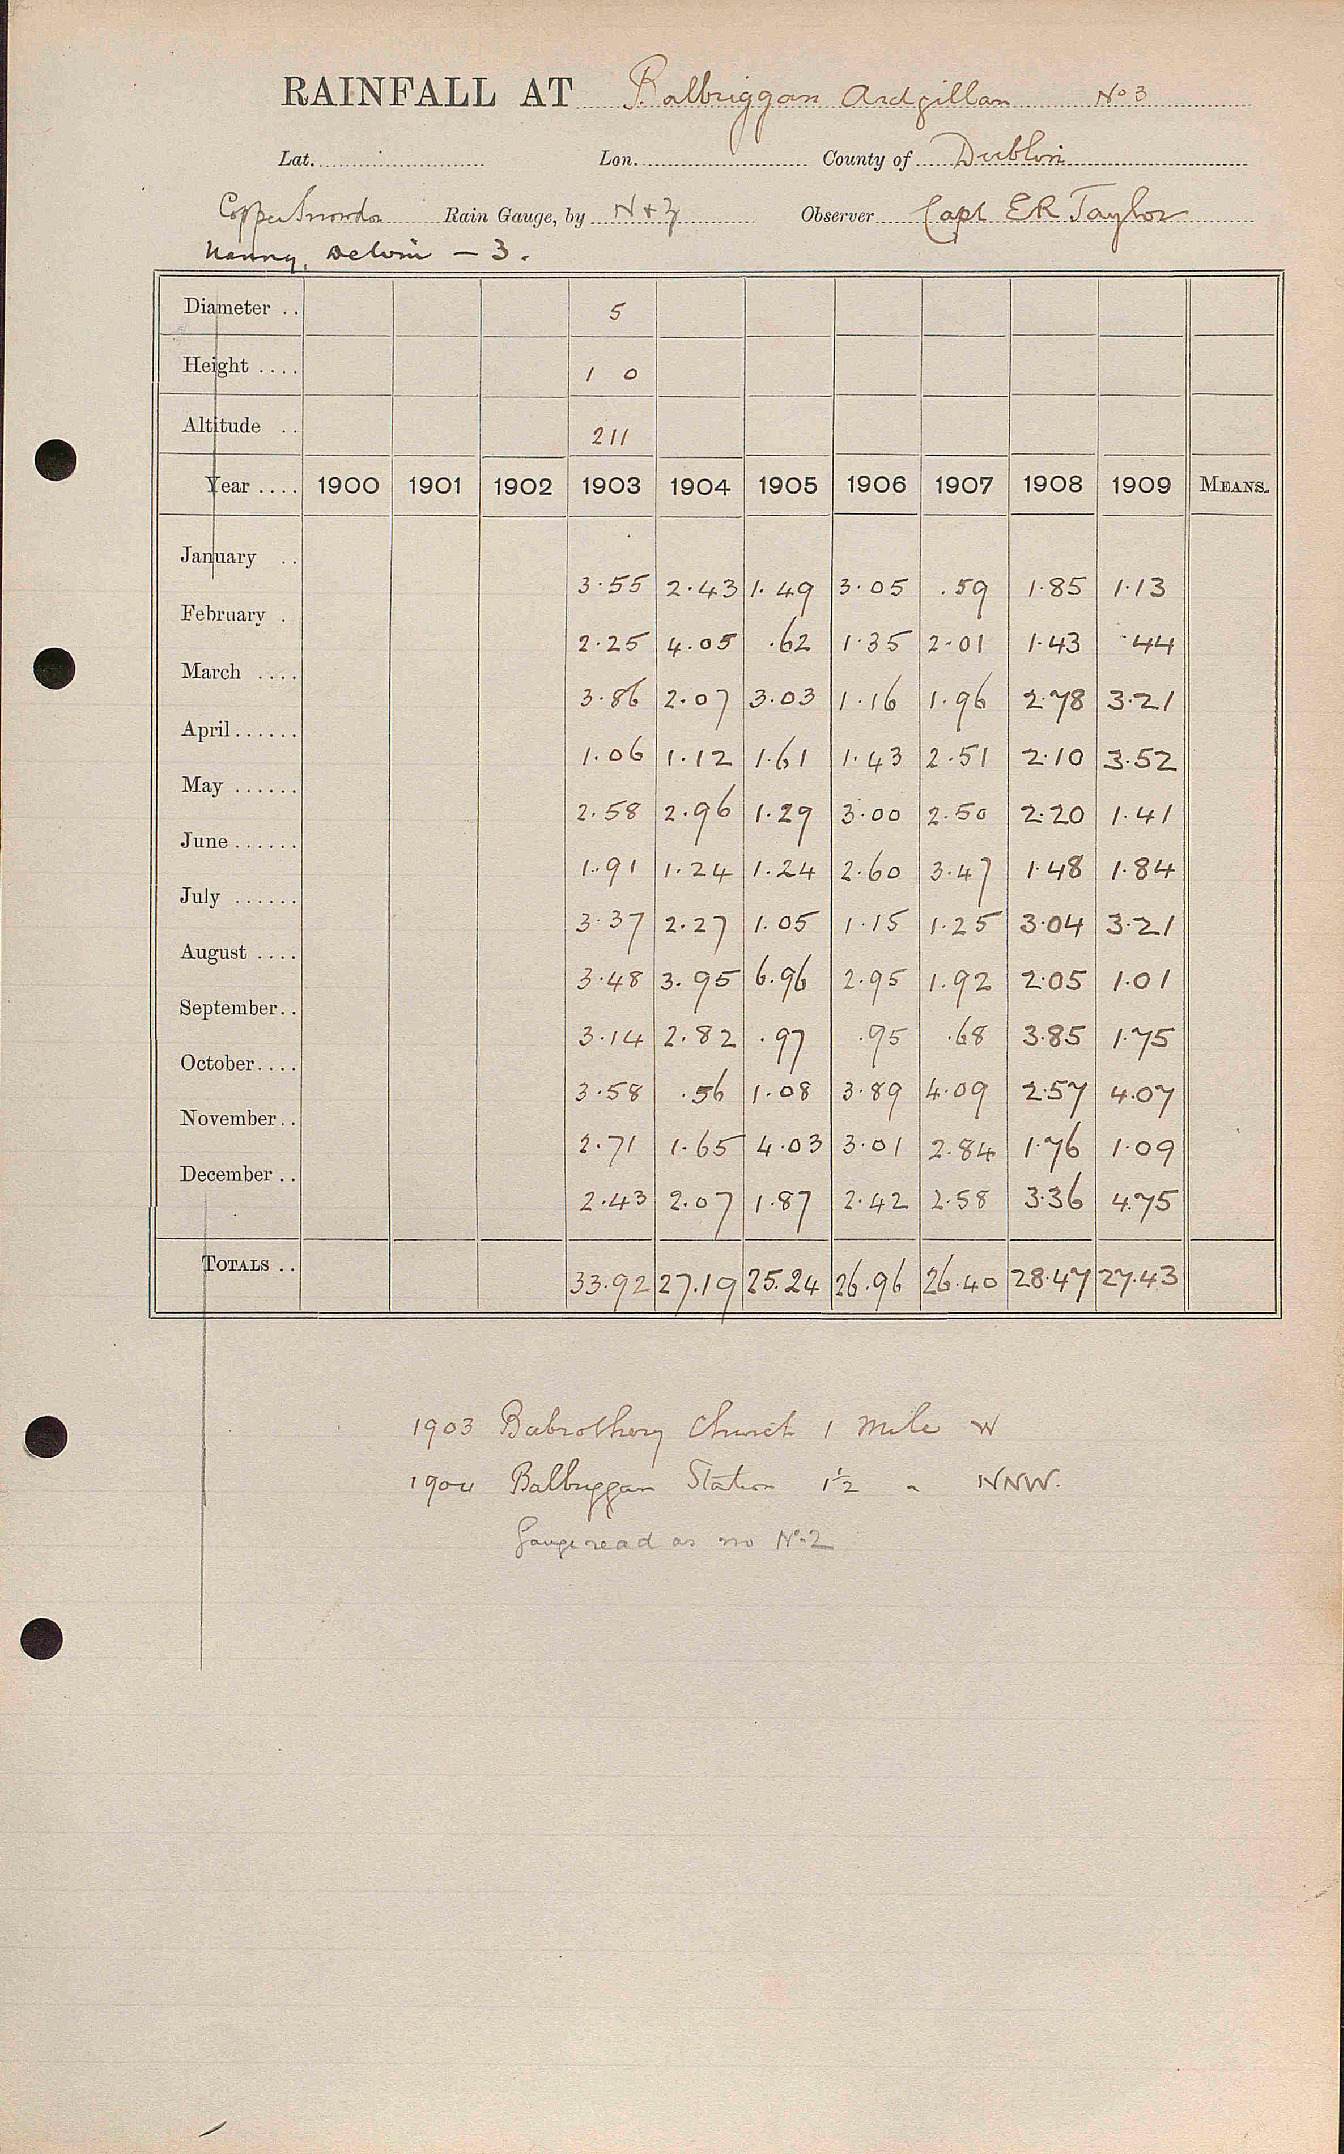 RAINFALL AT Balbriggan Ardgillan No 3
Lat. Lon. County of Dublin
Copper Snowdon Rain Gauge, by N & Z Observer Capt ER Taylor
Nanny, Delvin — 3.
Diameter .. 5
Height .... 1 0
Altitude .. 211
Year .... 1900 1901 1902 1903 1904 1905 1906 1907 1908 1909 MEANS.
January .. 3.55 2.43 1.49 3.05 .59 1.85 1.13
February . 2.25 4.05 .62 1.35 2.01 1.43 .44
March .... 3.86 2.07 3.03 1.16 1.96 2.78 3.21
April...... 1.06 1.12 1.61 1.43 2.51 2.10 3.52
May ...... 2.58 2.96 1.29 3.00 2.50 2.20 1.41
June...... 1.91 1.24 1.24 2.60 3.47 1.48 1.84
July ...... 3.37 2.27 1.05 1.15 1.25 3.04 3.21
August .... 3.48 3.95 6.96 2.95 1.92 2.05 1.01
September.. 3.14 2.82 .97 .95 .68 3.85 1.75
October.... 3.58 .56 1.08 3.89 4.09 2.57 4.07
November.. 2.71 1.65 4.03 3.01 2.84 1.76 1.09
December .. 2.43 2.07 1.87 2.42 2.58 3.36 4.75
TOTALS .. 33.92 27.19 25.24 26.96 26.40 28.47 27.43
1903 Babrothery Church 1 Mile W
1904 Balbriggan Station 1½ " NNW.
Gauge read as no No 2